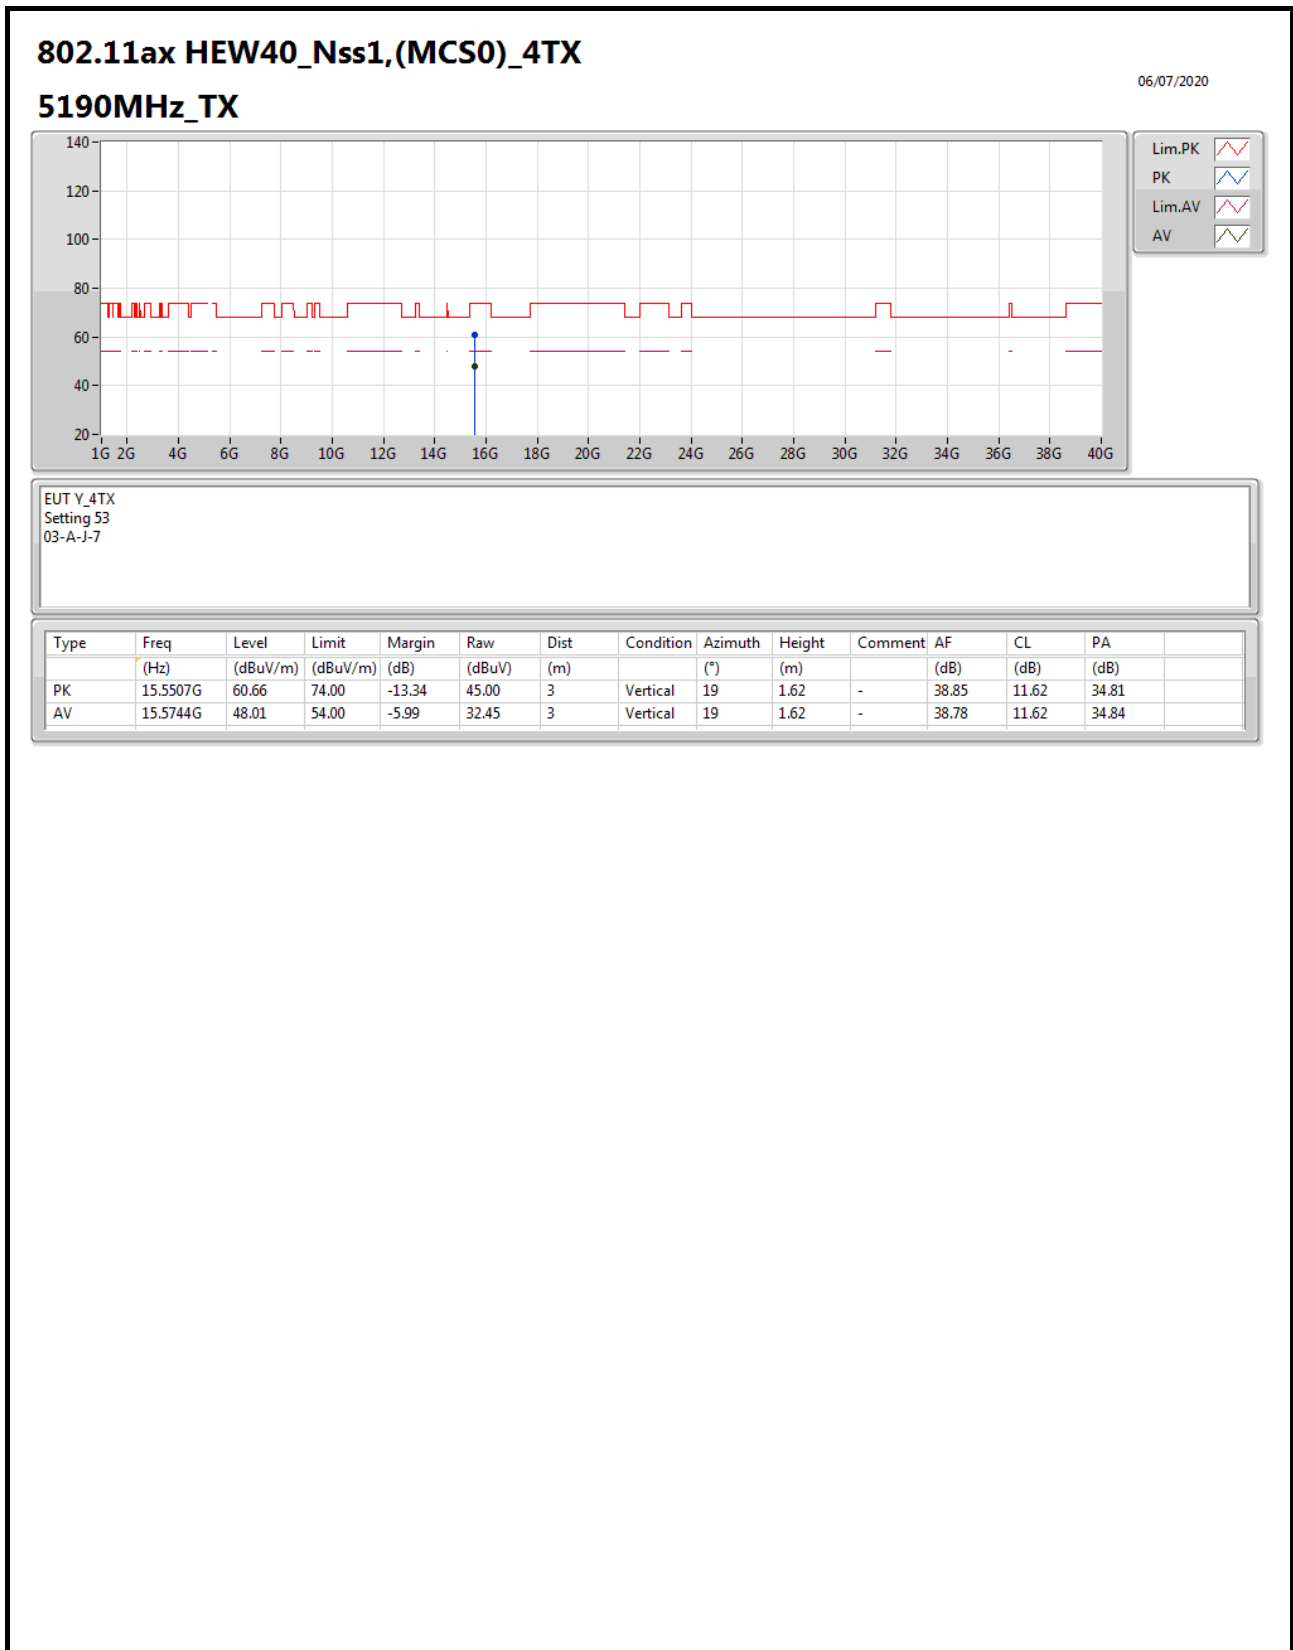 802.11ax HEW40_Nss1,(MCS0)_4TX
06/07/2020
5190MHz_TX
140
120
100
80
60
40
20
1G 2G 4G 6G 8G 10G 12G 14G 16G 18G 20G 22G 24G 26G 28G 30G 32G 34G 36G 38G 40G
Lim.PK
PK
Lim.AV
AV
EUT Y_4TX
Setting 53
03-A-J-7
Type Freq Level Limit Margin Raw Dist Condition Azimuth Height Comment AF CL PA
(Hz) (dBuV/m) (dBuV/m) (dB) (dBuV) (m) (°) (m) (dB) (dB) (dB)
PK 15.5507G 60.66 74.00 -13.34 45.00 3 Vertical 19 1.62 - 38.85 11.62 34.81
AV 15.5744G 48.01 54.00 -5.99 32.45 3 Vertical 19 1.62 - 38.78 11.62 34.84